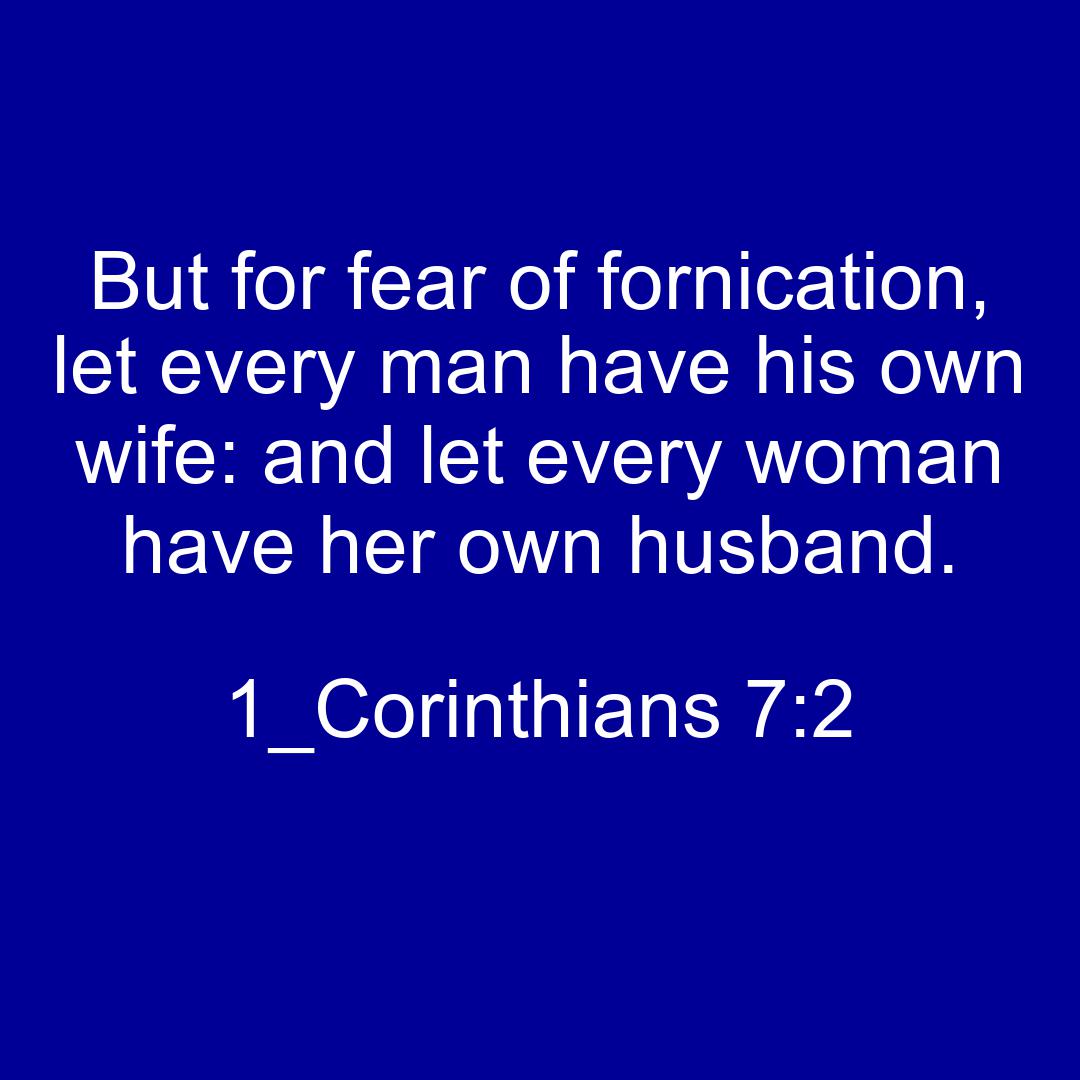 But for fear of fornication,
let every man have his own
wife: and let every woman
have her own husband.
1_Corinthians 7:2